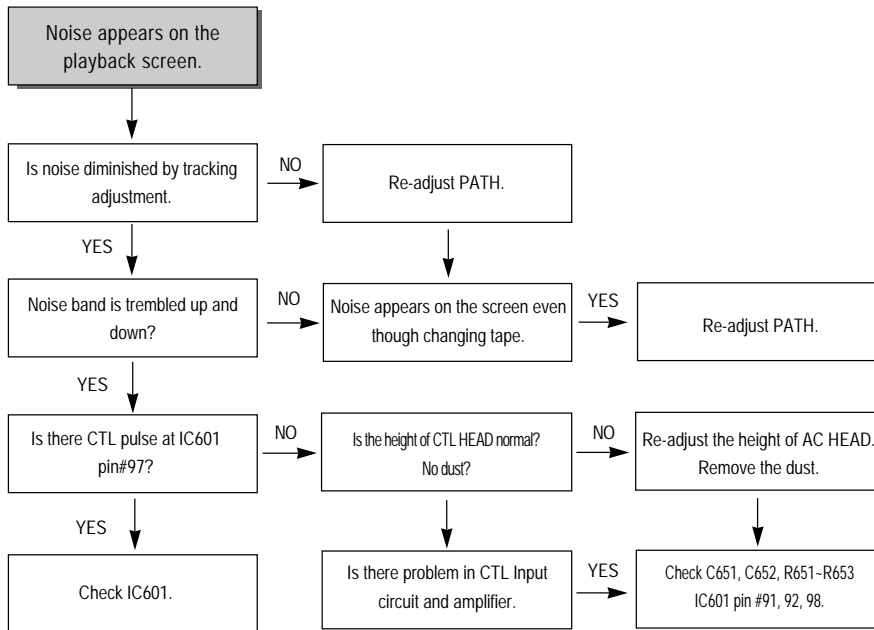 Noise appears on the
playback screen.
Is noise diminished by tracking
adjustment.
NO
Re-adjust PATH.
YES
Noise band is trembled up and
down?
NO
Noise appears on the screen even
though changing tape.
YES
Re-adjust PATH.
YES
Is there CTL pulse at IC601
pin#97?
NO
Is the height of CTL HEAD normal?
No dust?
NO
Re-adjust the height of AC HEAD.
Remove the dust.
YES
Check IC601.
Is there problem in CTL Input
circuit and amplifier.
YES
Check C651, C652, R651~R653
IC601 pin #91, 92, 98.